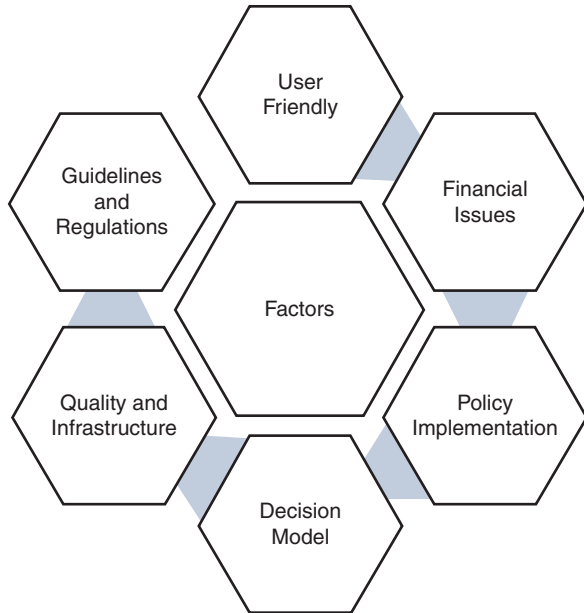 User
Friendly
Financial
Issues
Policy
Implementation
Decision
Model
Quality and
Infrastructure
Guidelines
and
Regulations
Factors